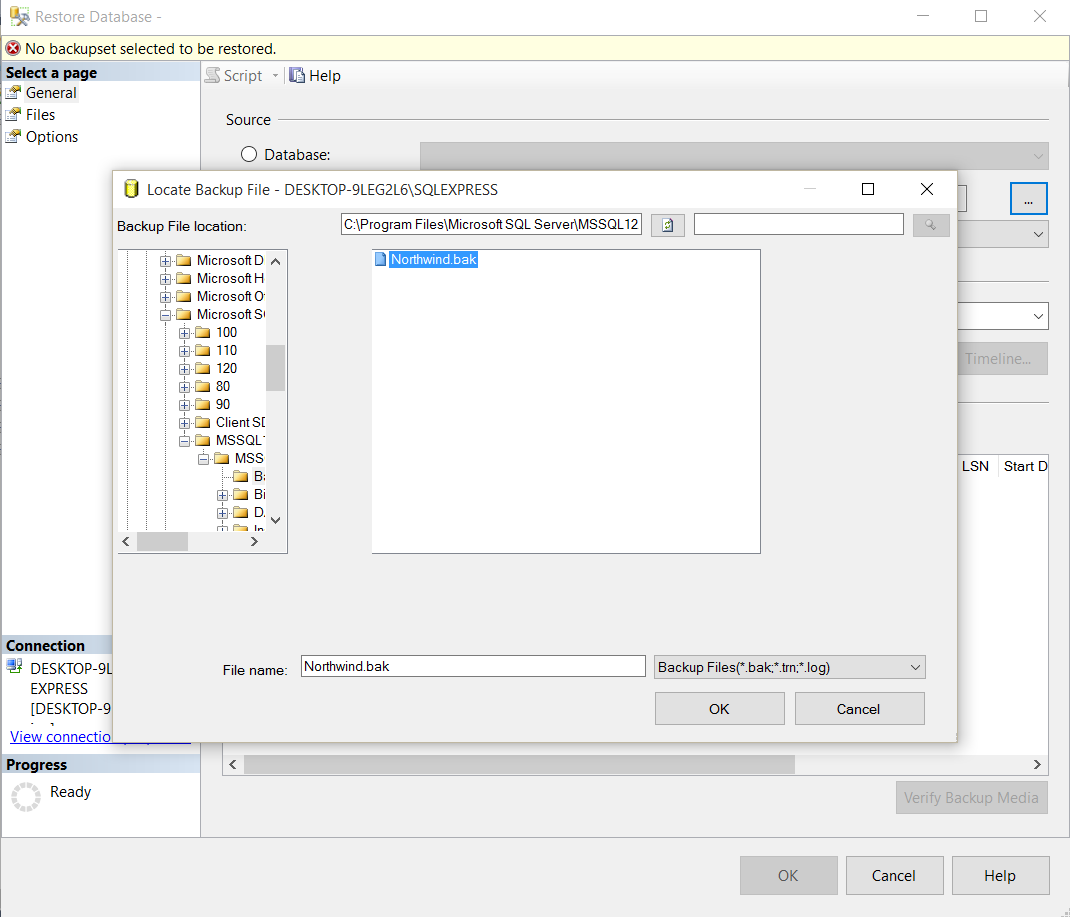 Restore Database -
No backupset selected to be restored.
Select a page
General
Files
Options
Script
Help
Source
Database:
...
Timeline...
LSN
Start D
Locate Backup File - DESKTOP-9LEG2L6\SQLEXPRESS
Backup File location:
C:\Program Files\Microsoft SQL Server\MSSQL12
Microsoft D
Microsoft H
Microsoft O
Microsoft S
100
110
120
80
90
Client SD
MSSQL
MSS
Ba
Bi
D
In
Northwind.bak
File name:
Northwind.bak
Backup Files(*.bak;*.trn;*.log)
OK
Cancel
Connection
DESKTOP-9L
EXPRESS
[DESKTOP-9
View connectio
Progress
Ready
Verify Backup Media
OK
Cancel
Help